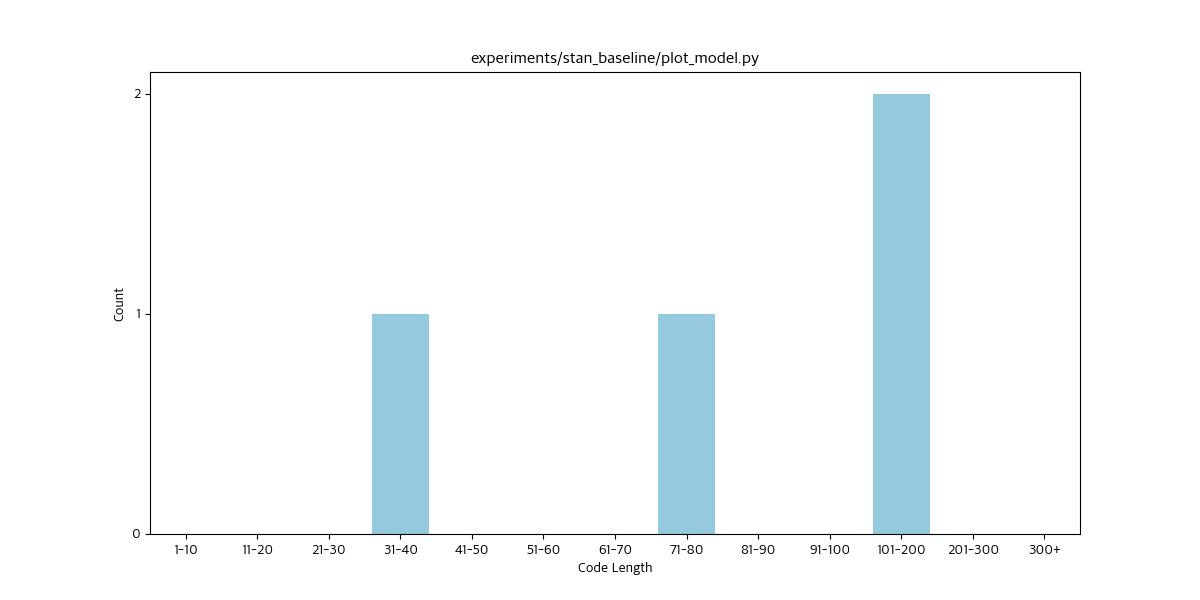 experiments/stan_baseline/plot_model.py
2
1
0
Count
1-10 11-20 21-30 31-40 41-50 51-60 61-70 71-80 81-90 91-100 101-200 201-300 300+
Code Length